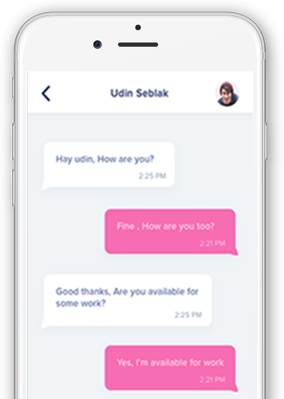 Udin Seblak
Hay udin, How are you?
2:25 PM
Fine , How are you too?
2:21 PM
Good thanks, Are you available for
some work?
2:25 PM
Yes, I'm available for work
2:21 PM